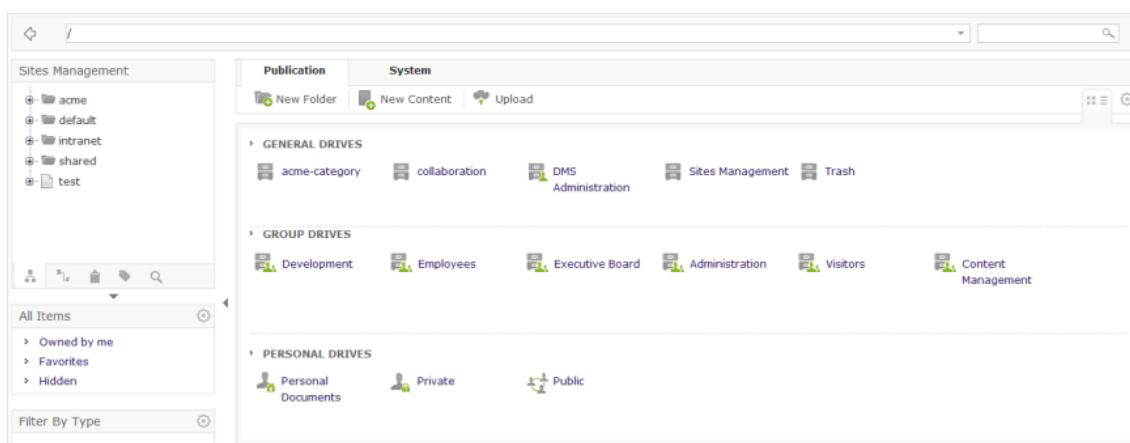 /
Sites Management
acme
default
intranet
shared
test
All Items
Owned by me
Favorites
Hidden
Filter By Type
Publication System
New Folder New Content Upload
GENERAL DRIVES
acme-category collaboration DMS Sites Management Trash
Administration
GROUP DRIVES
Development Employees Executive Board Administration Visitors Content
Management
PERSONAL DRIVES
Personal Private Public
Documents